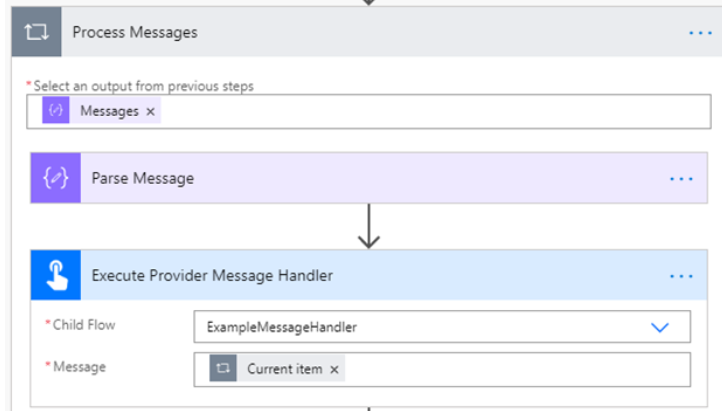 Process Messages
*Select an output from previous steps
Messages
Parse Message
Execute Provider Message Handler
*Child Flow ExampleMessageHandler
*Message Current item